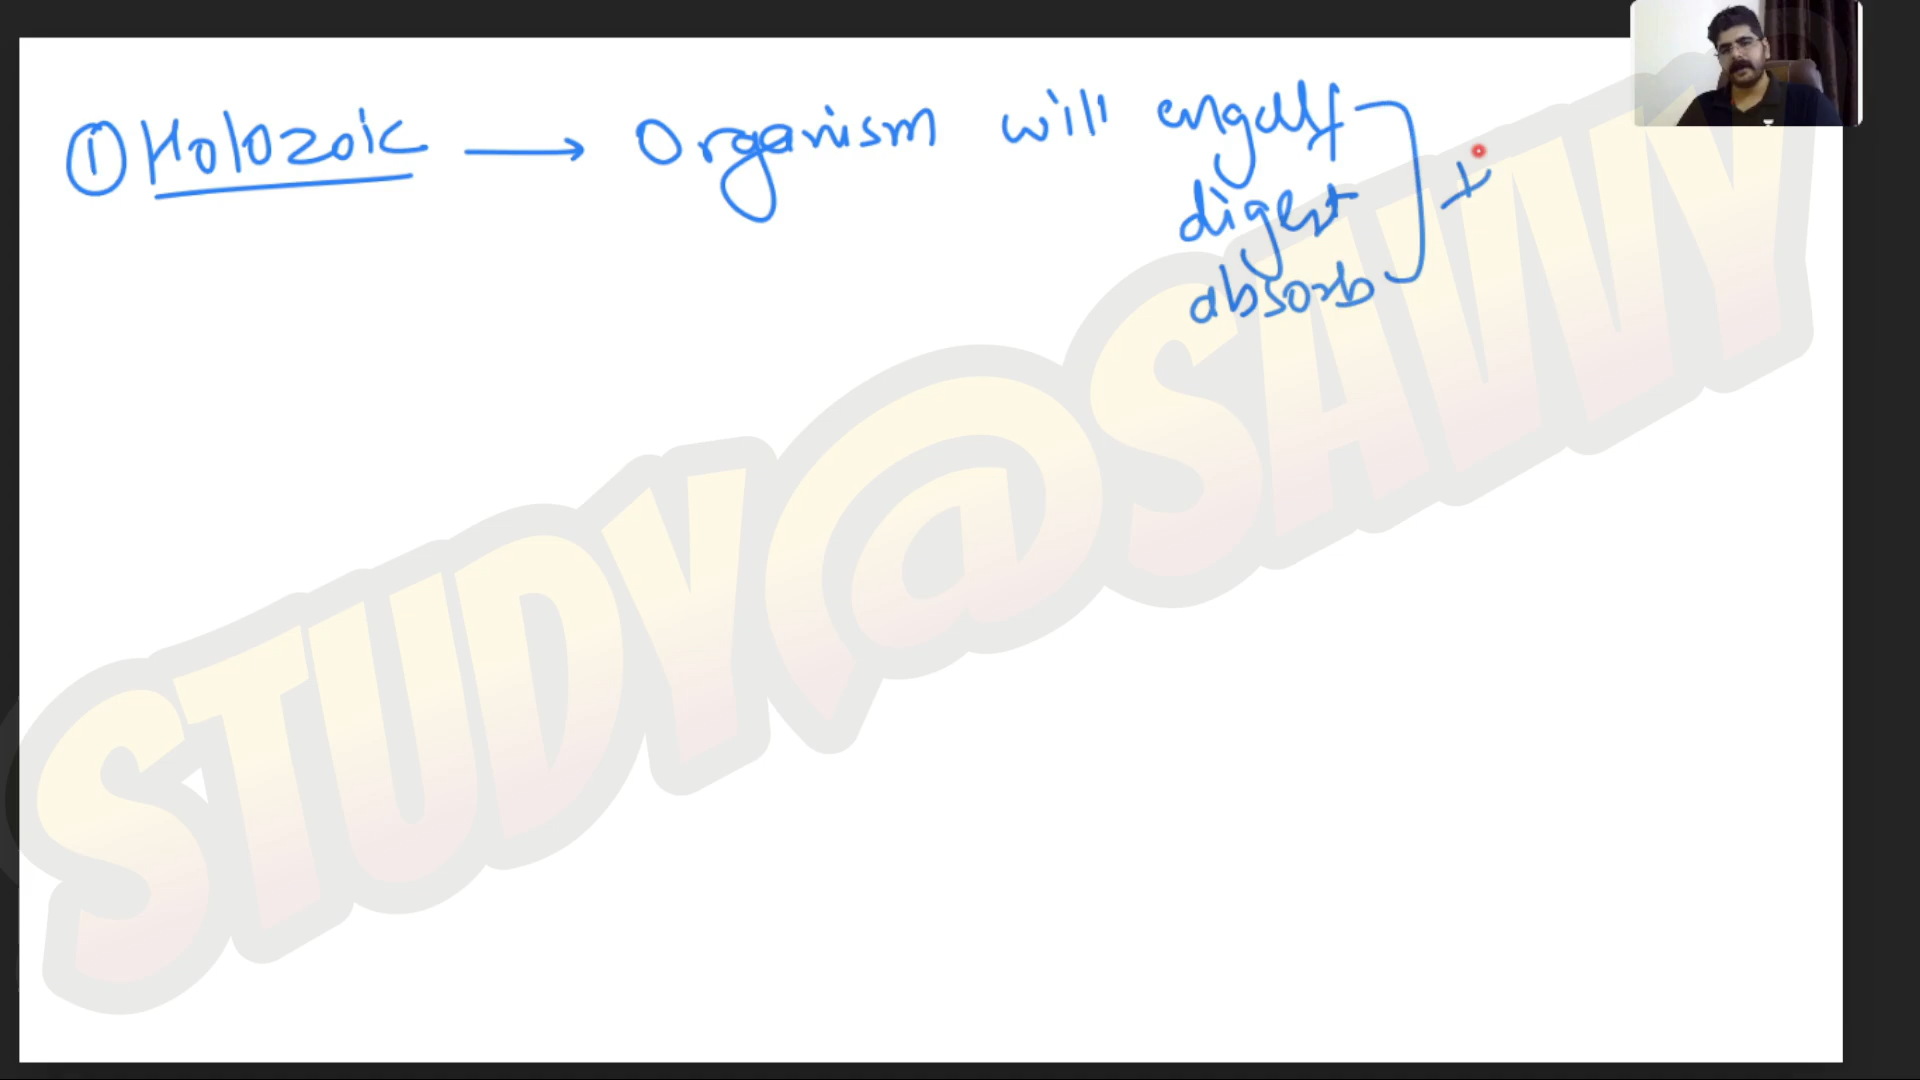 ① Holozoic → Organism will engulf
digest
absorb
STUDY@SAVVY